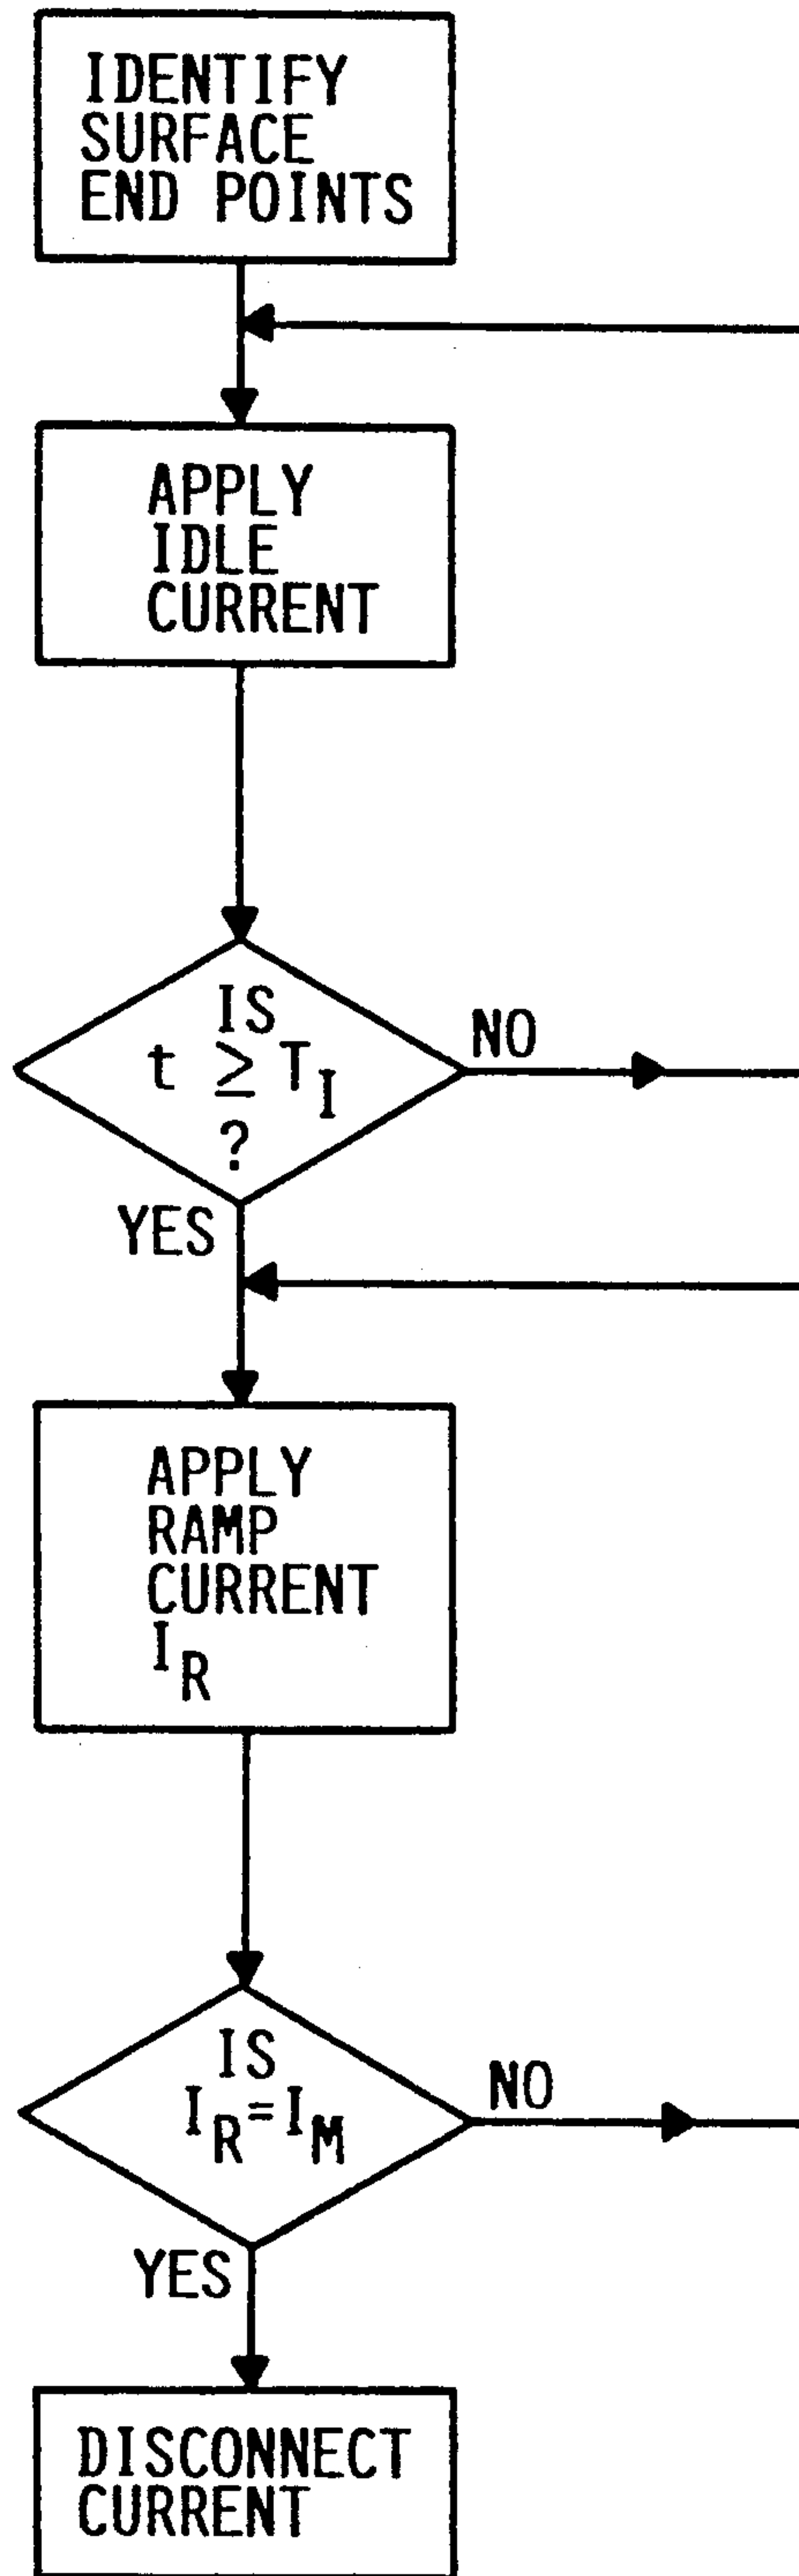 IDENTIFY
SURFACE
END POINTS
APPLY
IDLE
CURRENT
IS
t ≥ T_I
?
NO
YES
APPLY
RAMP
CURRENT
I_R
IS
I_R=I_M
NO
YES
DISCONNECT
CURRENT